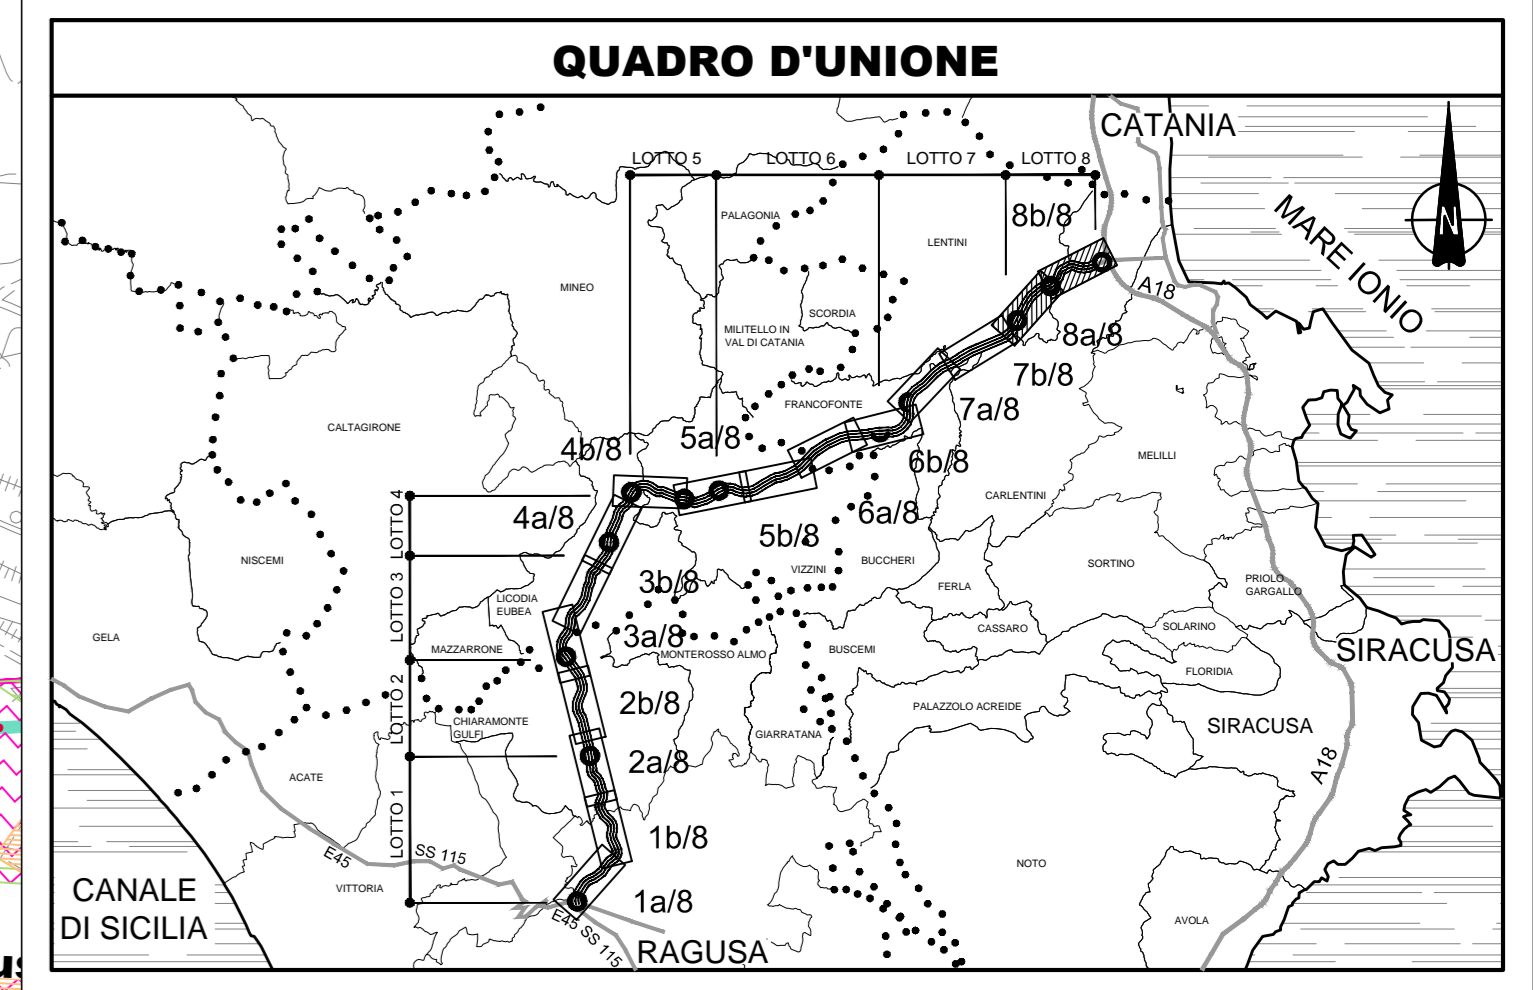 QUADRO D'UNIONE
CATANIA
LOTTO 5
LOTTO 6
LOTTO 7
LOTTO 8
8b/8
PALAGONIA
LENTINI
MARE IONIO
N
MINEO
A18
SCORDIA
MILITELLO IN
VAL DI CATANIA
8a/8
7b/8
FRANCOFONTE
7a/8
CALTAGIRONE
4b/8
5a/8
6b/8
MELILLI
CARLENTINI
LOTTO 4
4a/8
6a/8
5b/8
NISCEMI
VIZZINI
BUCCHERI
SORTINO
3b/8
FERLA
PRIOLO
GARGALLO
LOTTO 3
LICODIA
EUBEA
GELA
3a/8
CASSARO
SOLARINO
MAZZARRONE
MONTEROSSO ALMO
BUSCEMI
SIRACUSA
FLORIDIA
LOTTO 2
2b/8
PALAZZOLO ACREIDE
CHIARAMONTE
GULFI
GIARRATANA
SIRACUSA
ACATE
2a/8
A18
LOTTO 1
1b/8
E45
SS 115
NOTO
VITTORIA
CANALE
DI SICILIA
1a/8
E45 SS 115
RAGUSA
AVOLA